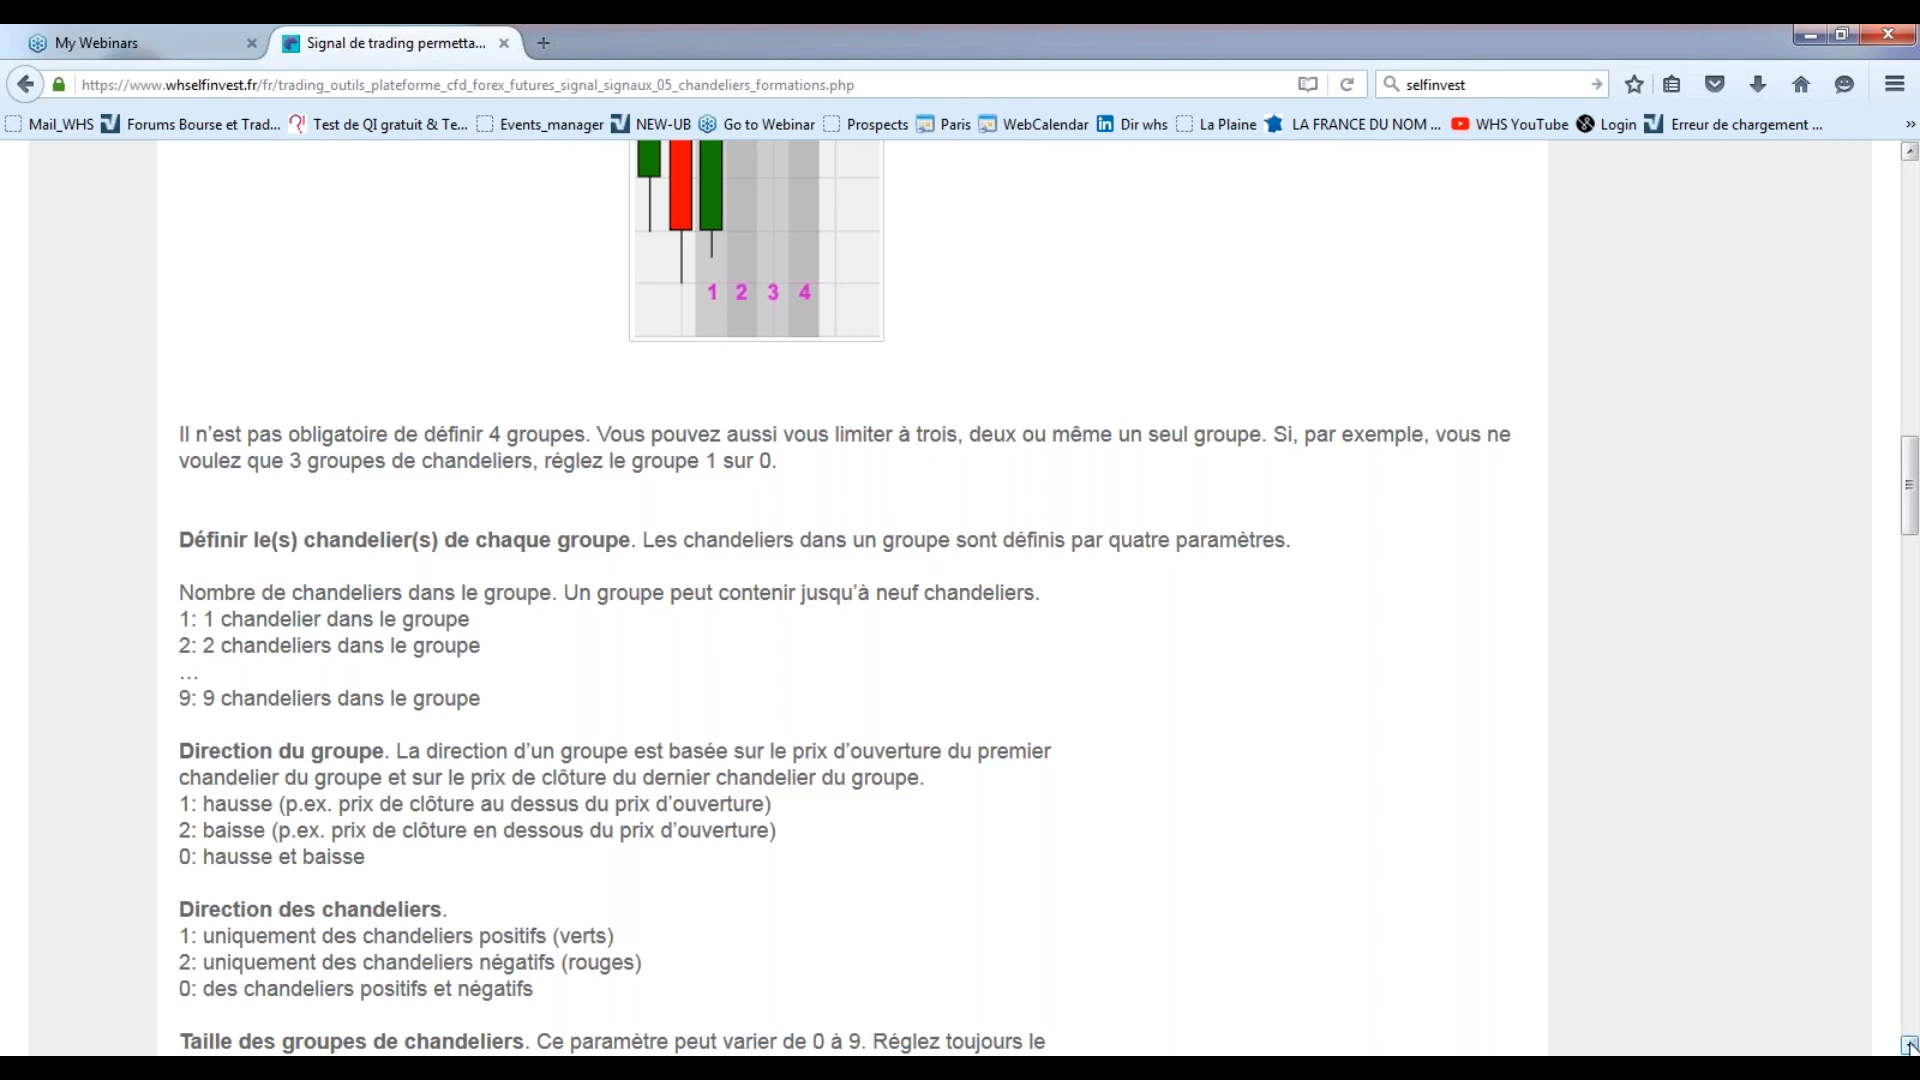 My Webinars
Signal de trading permetta...
https://www.whselfinvest.fr/fr/trading_outils_plateforme_cfd_forex_futures_signal_signaux_05_chandeliers_formations.php
selfinvest
Mail_WHS
Forums Bourse et Trad...
Test de QI gratuit & Te...
Events_manager
NEW-UB
Go to Webinar
Prospects
Paris
WebCalendar
Dir whs
La Plaine
LA FRANCE DU NOM ...
WHS YouTube
Login
Erreur de chargement ...
1 2 3 4
Il n’est pas obligatoire de définir 4 groupes. Vous pouvez aussi vous limiter à trois, deux ou même un seul groupe. Si, par exemple, vous ne
voulez que 3 groupes de chandeliers, réglez le groupe 1 sur 0.
Définir le(s) chandelier(s) de chaque groupe. Les chandeliers dans un groupe sont définis par quatre paramètres.
Nombre de chandeliers dans le groupe. Un groupe peut contenir jusqu’à neuf chandeliers.
1: 1 chandelier dans le groupe
2: 2 chandeliers dans le groupe
...
9: 9 chandeliers dans le groupe
Direction du groupe. La direction d’un groupe est basée sur le prix d’ouverture du premier
chandelier du groupe et sur le prix de clôture du dernier chandelier du groupe.
1: hausse (p.ex. prix de clôture au dessus du prix d’ouverture)
2: baisse (p.ex. prix de clôture en dessous du prix d’ouverture)
0: hausse et baisse
Direction des chandeliers.
1: uniquement des chandeliers positifs (verts)
2: uniquement des chandeliers négatifs (rouges)
0: des chandeliers positifs et négatifs
Taille des groupes de chandeliers. Ce paramètre peut varier de 0 à 9. Réglez toujours le